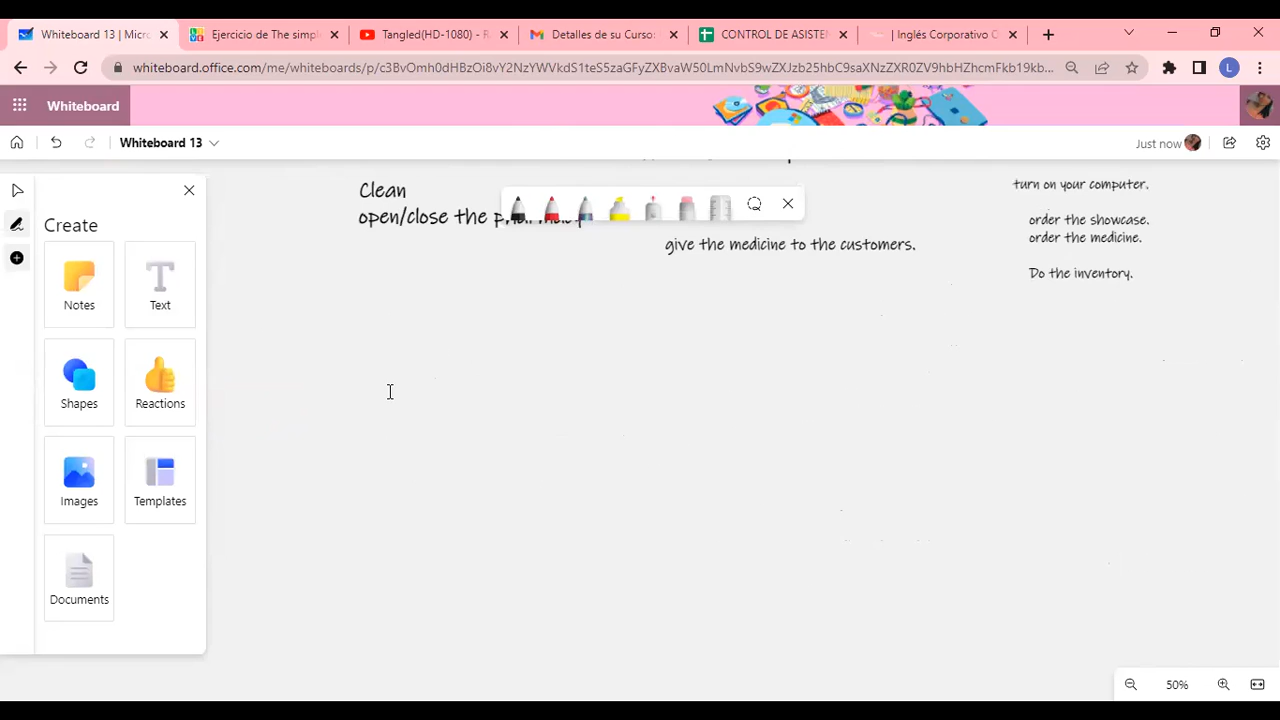 Whiteboard 13 | Micro
Ejercicio de The simpl
Tangled(HD-1080) - R
Detalles de su Curso:
CONTROL DE ASISTEN
| Inglés Corporativo C
whiteboard.office.com/me/whiteboards/p/
Whiteboard
Whiteboard 13
Just now
Create
Notes
Text
Shapes
Reactions
Images
Templates
Documents
Clean
open/close the
give the medicine to the customers.
turn on your computer.
order the showcase.
order the medicine.
Do the inventory.
50%